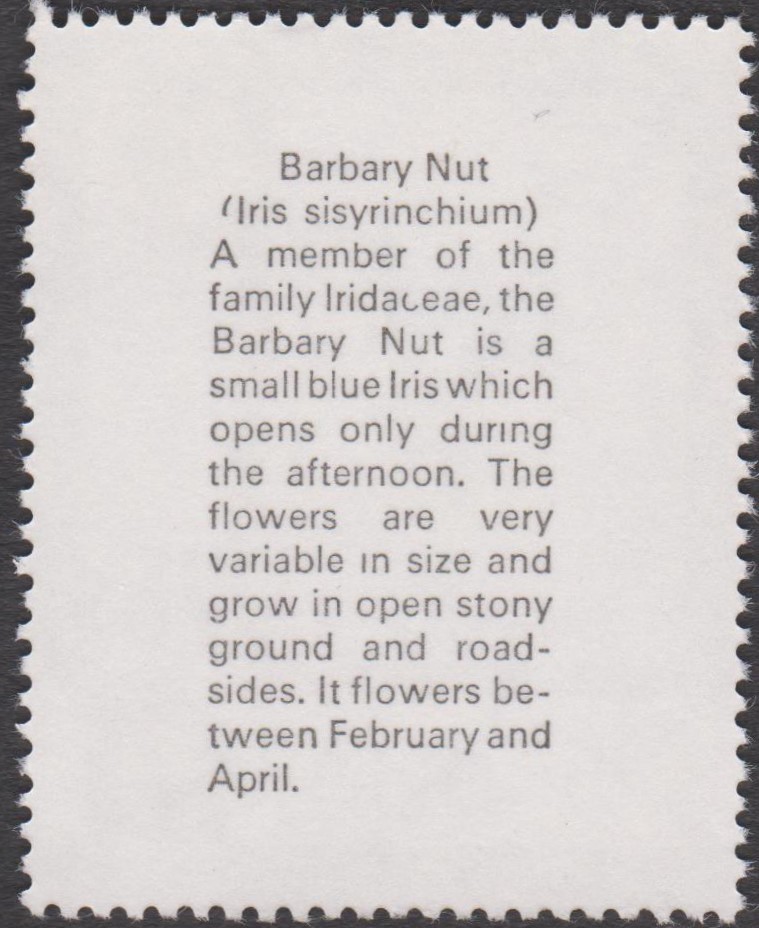 Barbary Nut
(Iris sisyrinchium)
A member of the
family Iridaceae, the
Barbary Nut is a
small blue Iris which
opens only during
the afternoon. The
flowers are very
variable in size and
grow in open stony
ground and road-
sides. It flowers be-
tween February and
April.